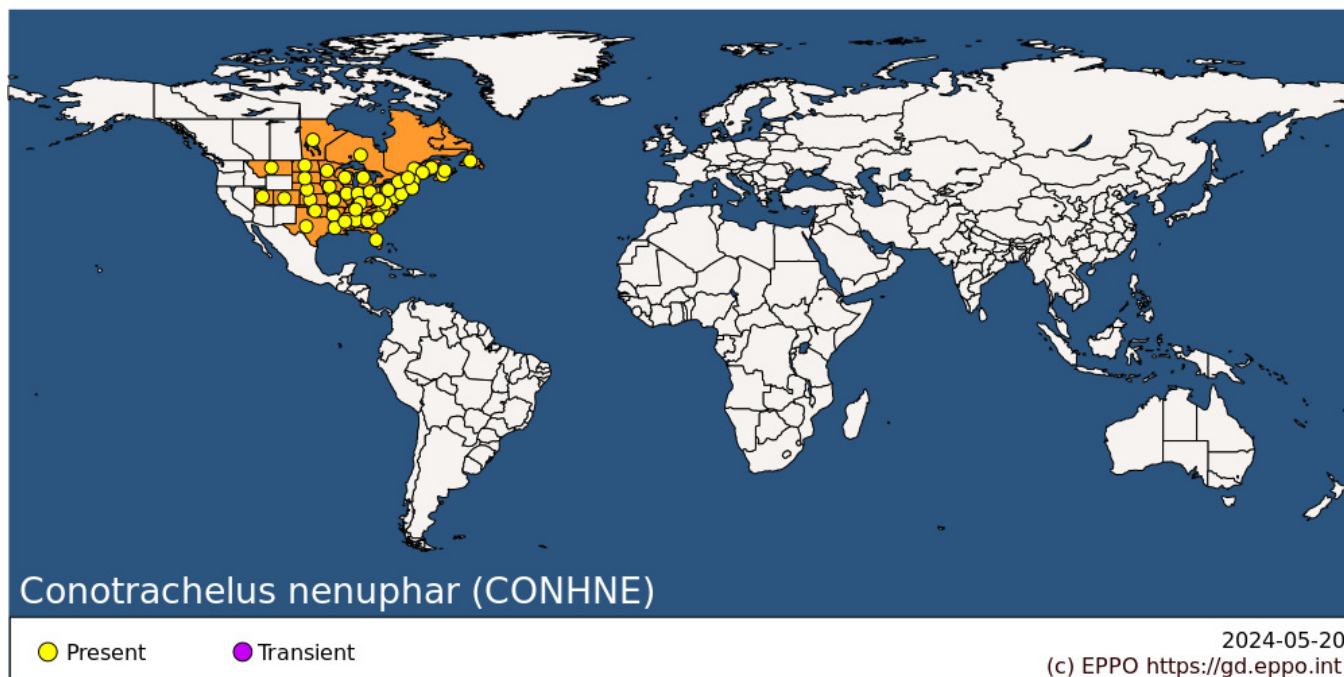 Conotrachelus nenuphar (CONHNE)
Present
Transient
2024-05-20
(c) EPPO https://gd.eppo.int